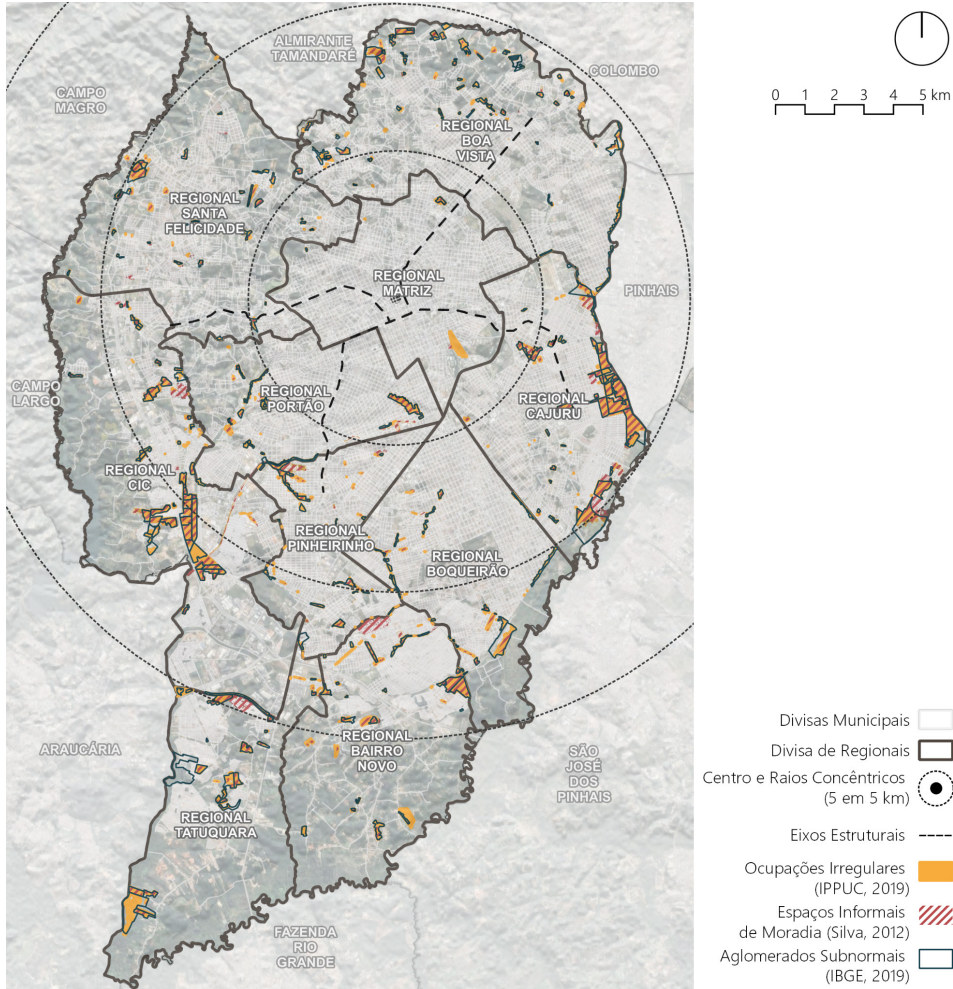 ALMIRANTE
TAMANDARÉ
COLOMBO
CAMPO
MAGRO
0 1 2 3 4 5 km
REGIONAL
BOA
VISTA
REGIONAL
SANTA
FELICIDADE
REGIONAL
MATRIZ
PINHAIS
CAMPO
LARGO
REGIONAL
PORTÃO
REGIONAL
CAJURU
REGIONAL
CIC
REGIONAL
PINHEIRINHO
REGIONAL
BOQUEIRÃO
ARAUCÁRIA
REGIONAL
BAIRRO
NOVO
SÃO
JOSÉ
DOS
PINHAIS
REGIONAL
TATUQUARA
FAZENDA
RIO
GRANDE
Divisas Municipais
Divisa de Regionais
Centro e Raios Concêntricos
(5 em 5 km)
Eixos Estruturais
Ocupações Irregulares
(IPPUC, 2019)
Espaços Informais
de Moradia (Silva, 2012)
Aglomerados Subnormais
(IBGE, 2019)